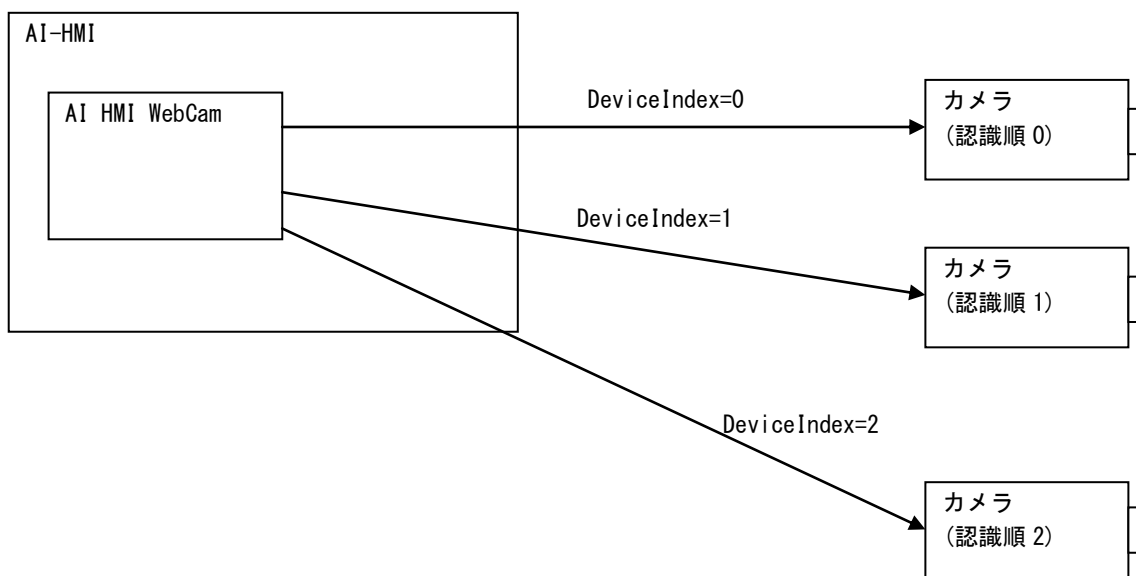 AI-HMI
AI HMI WebCam
DeviceIndex=0
カメラ
(認識順 0)
DeviceIndex=1
カメラ
(認識順 1)
DeviceIndex=2
カメラ
(認識順 2)